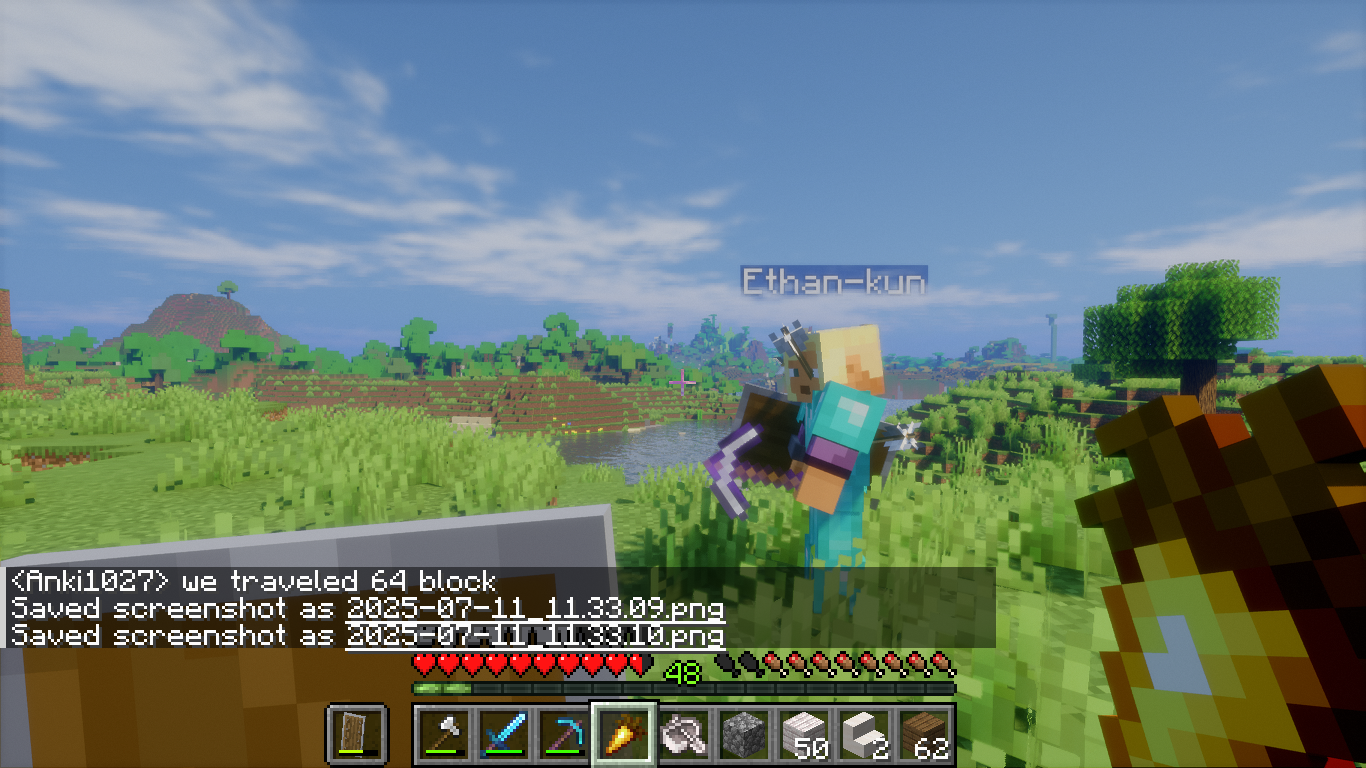 Ethan-kun
<Anki1027> we traveled 64 block
Saved screenshot as 2025-07-11_11.33.09.png
Saved screenshot as 2025-07-11_11.33.10.png
48
50 2 62